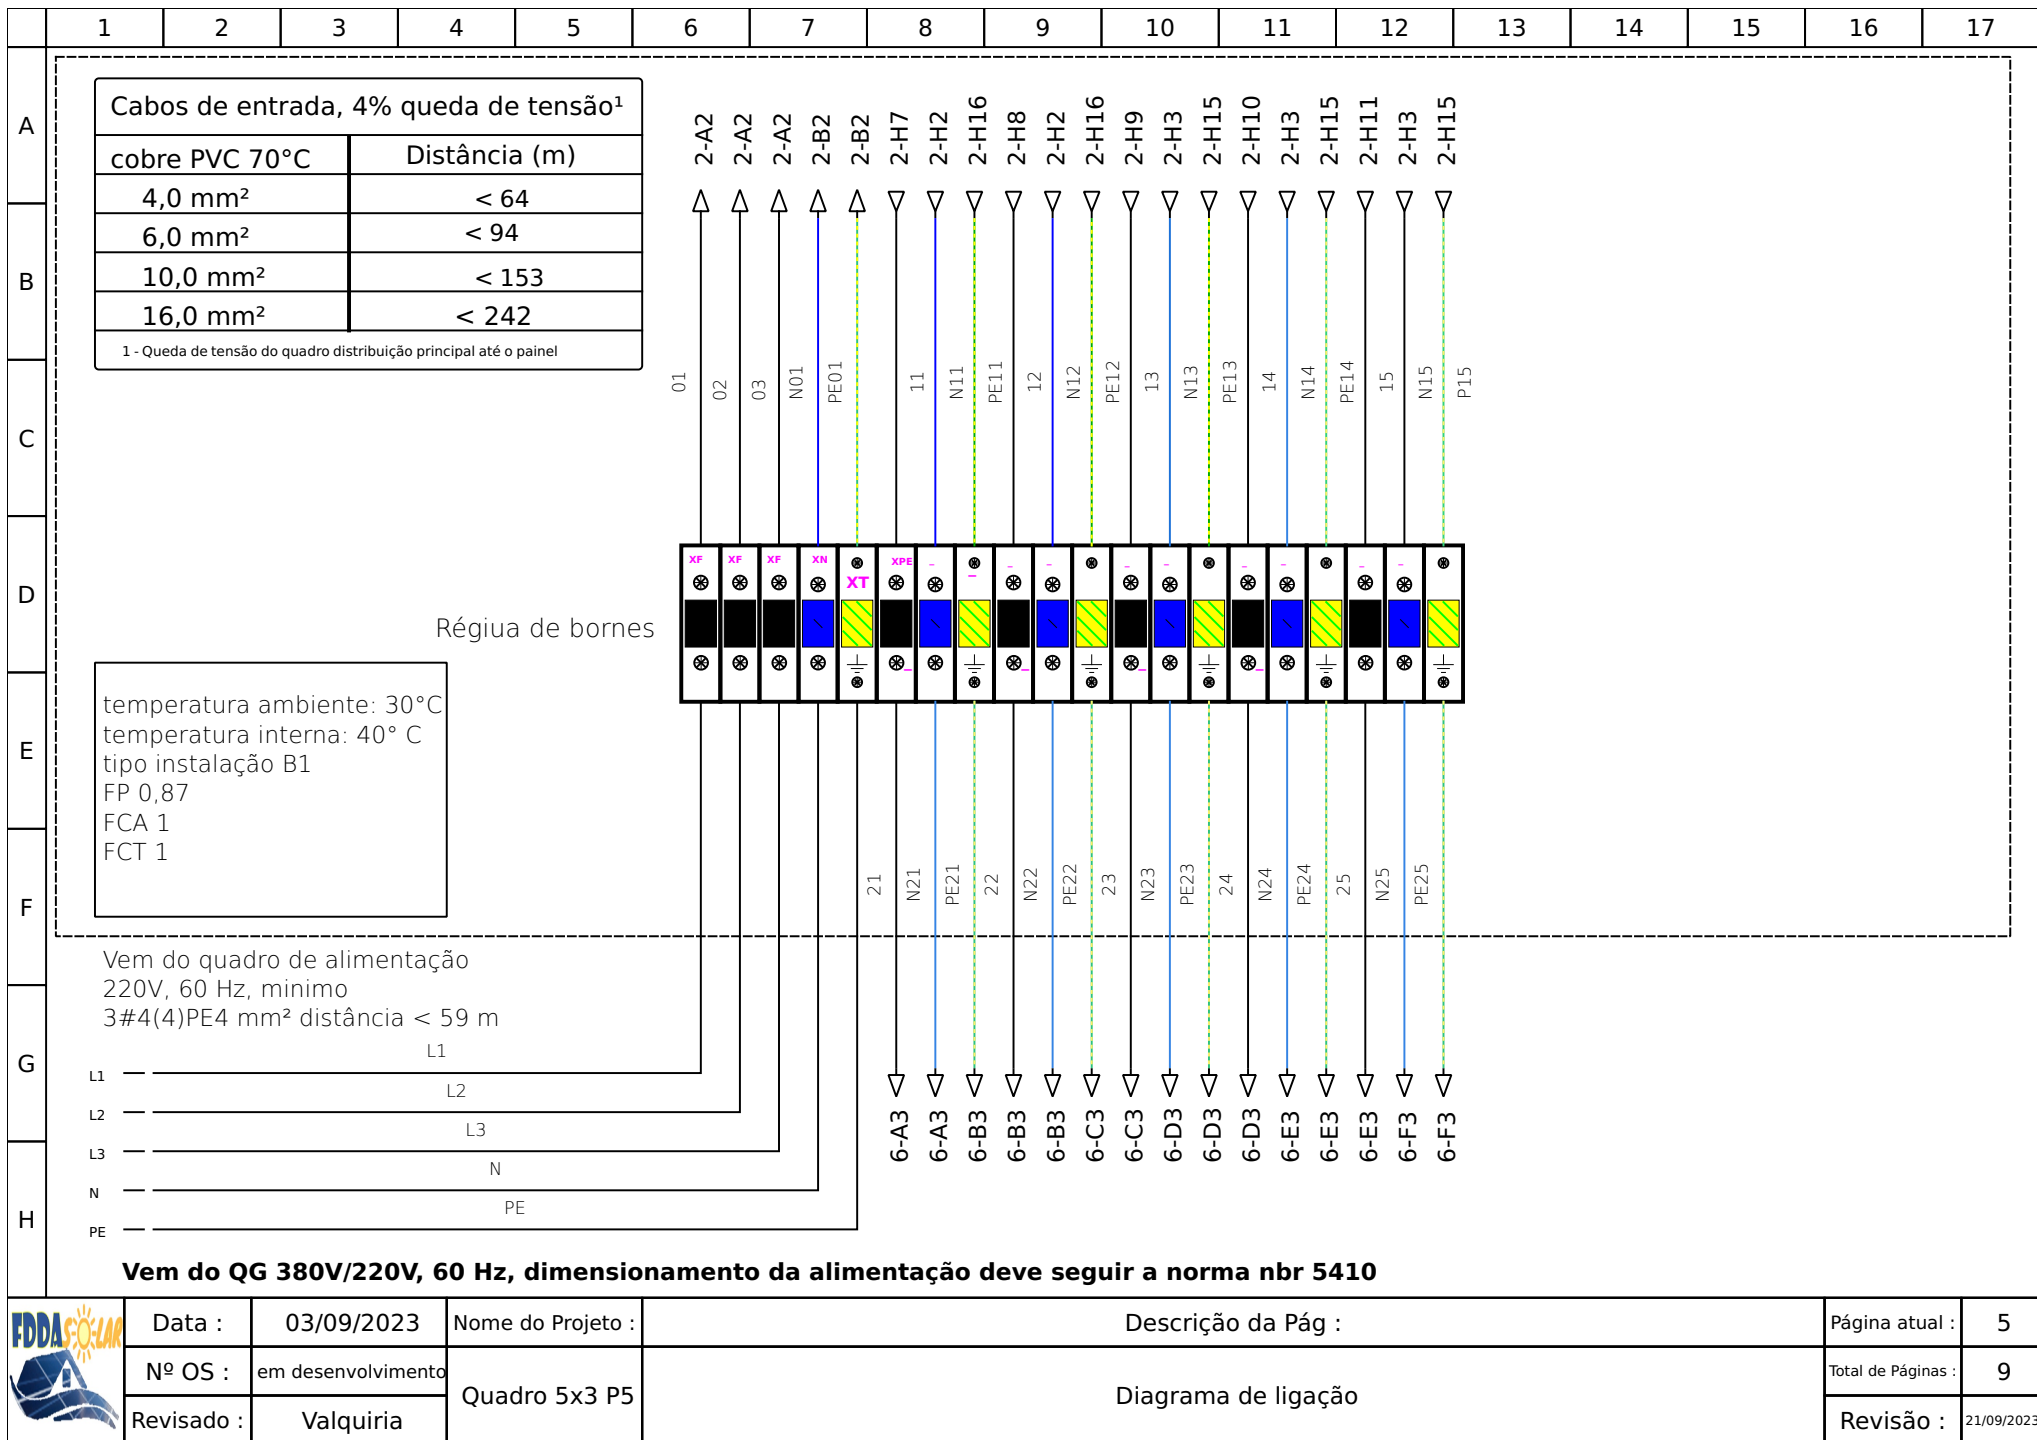 1 2 3 4 5 6 7 8 9 10 11 12 13 14 15 16 17
A
B
C
D
E
F
G
H
Cabos de entrada, 4% queda de tensão¹
cobre PVC 70°C Distância (m)
4,0 mm² < 64
6,0 mm² < 94
10,0 mm² < 153
16,0 mm² < 242
1 - Queda de tensão do quadro distribuição principal até o painel
2-A2 2-A2 2-A2 2-B2 2-B2 2-H7 2-H2 2-H16 2-H8 2-H2 2-H16 2-H9 2-H3 2-H15 2-H10 2-H3 2-H15 2-H11 2-H3 2-H15
01 02 03 N01 PE01 11 N11 PE11 12 N12 PE12 13 N13 PE13 14 N14 PE14 15 N15 P15
XF XF XF XN XT XPE
Régiua de bornes
temperatura ambiente: 30°C
temperatura interna: 40° C
tipo instalação B1
FP 0,87
FCA 1
FCT 1
21 N21 PE21 22 N22 PE22 23 N23 PE23 24 N24 PE24 25 N25 PE25
Vem do quadro de alimentação
220V, 60 Hz, minimo
3#4(4)PE4 mm² distância < 59 m
L1 L1
L2 L2
L3 L3
N N
PE PE
6-A3 6-A3 6-B3 6-B3 6-B3 6-C3 6-C3 6-D3 6-D3 6-D3 6-E3 6-E3 6-E3 6-F3 6-F3
Vem do QG 380V/220V, 60 Hz, dimensionamento da alimentação deve seguir a norma nbr 5410
FDDA SOLAR
Data : 03/09/2023
Nº OS : em desenvolvimento
Revisado : Valquiria
Nome do Projeto :
Quadro 5x3 P5
Descrição da Pág :
Diagrama de ligação
Página atual : 5
Total de Páginas : 9
Revisão : 21/09/2023